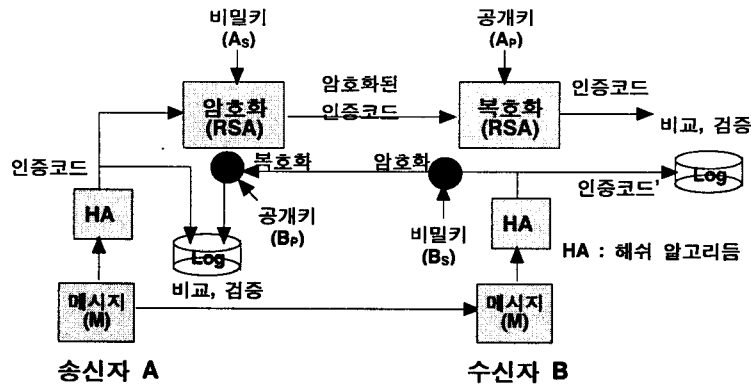 비밀키
(AS)
공개키
(AP)
암호화
(RSA)
암호화된
인증코드
복호화
(RSA)
인증코드
비교, 검증
인증코드
복호화
암호화
인증코드'
Log
HA
공개키
(BP)
비밀키
(BS)
HA
HA : 해쉬 알고리듬
Log
비교, 검증
메시지
(M)
메시지
(M)
송신자 A
수신자 B